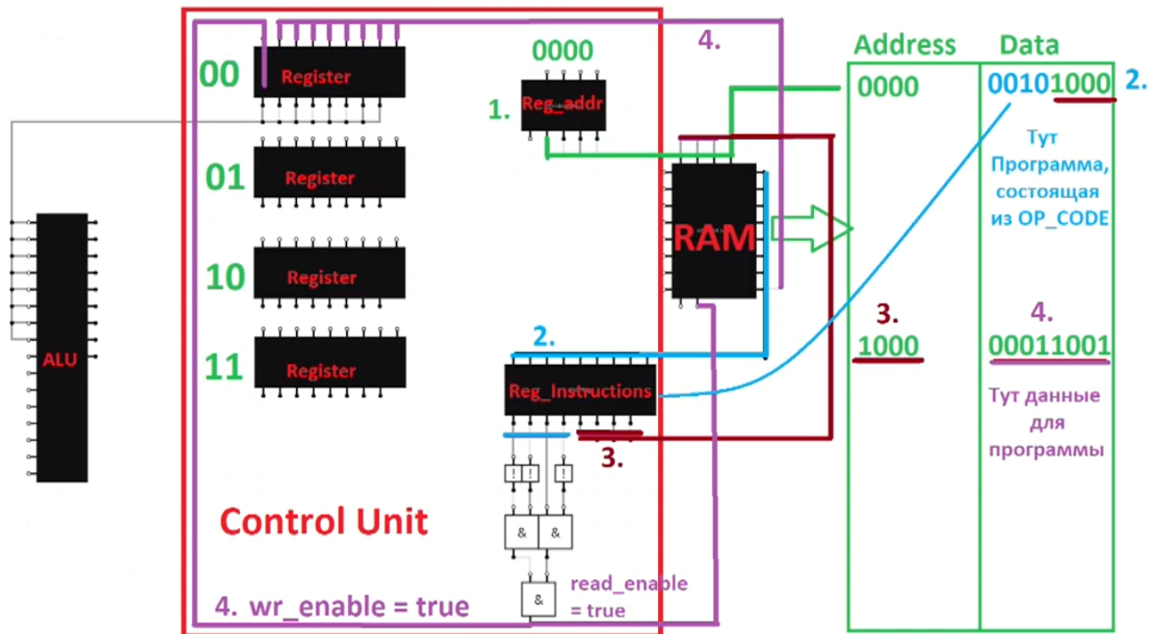 0000
4.
Address Data
00 Register
1. Reg_addr
0000 00101000 2.
01 Register
Тут
Программа,
состоящая
из OP_CODE
RAM
10 Register
ALU
11 Register
2.
Reg_Instructions
3.
4.
1000 00011001
Тут данные
для
программы
3.
! ! !
& &
Control Unit
&
read_enable
= true
4. wr_enable = true